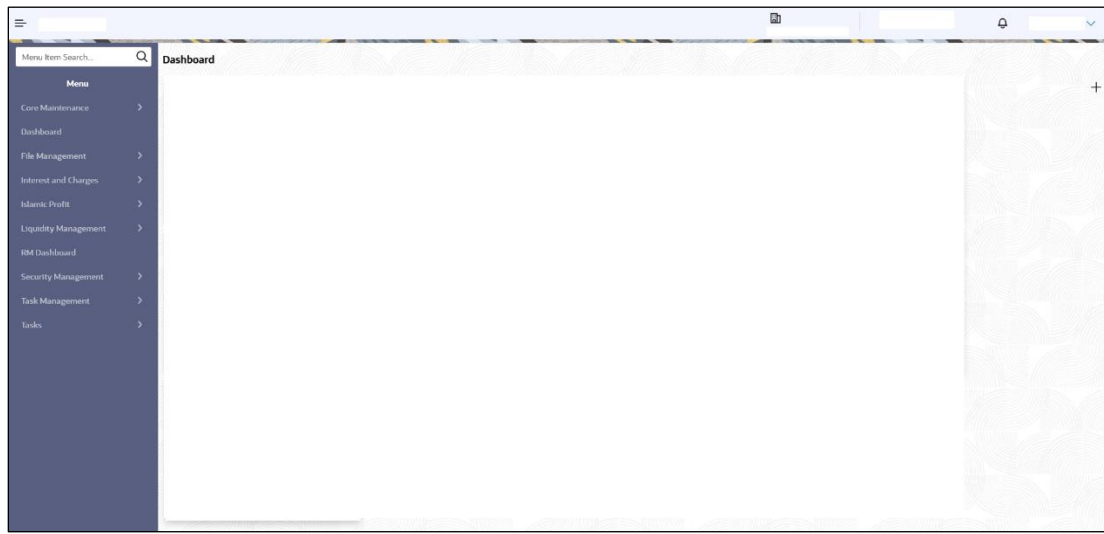 Menu Item Search...
Dashboard
Menu
Core Maintenance
Dashboard
File Management
Interest and Charges
Islamic Profit
Liquidity Management
RM Dashboard
Security Management
Task Management
Tasks